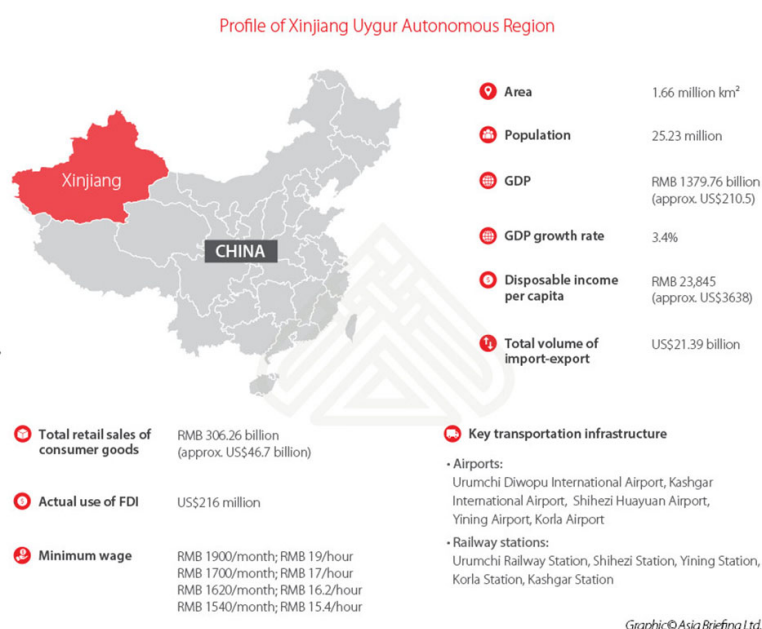 Profile of Xinjiang Uygur Autonomous Region
Xinjiang
CHINA
Area
1.66 million km²
Population
25.23 million
GDP
RMB 1379.76 billion
(approx. US$210.5)
GDP growth rate
3.4%
Disposable income
per capita
RMB 23,845
(approx. US$3638)
Total volume of
import-export
US$21.39 billion
Total retail sales of
consumer goods
RMB 306.26 billion
(approx. US$46.7 billion)
Actual use of FDI
US$216 million
Minimum wage
RMB 1900/month; RMB 19/hour
RMB 1700/month; RMB 17/hour
RMB 1620/month; RMB 16.2/hour
RMB 1540/month; RMB 15.4/hour
Key transportation infrastructure
• Airports:
Urumchi Diwopu International Airport, Kashgar
International Airport, Shihezi Huayuan Airport,
Yining Airport, Korla Airport
• Railway stations:
Urumchi Railway Station, Shihezi Station, Yining Station,
Korla Station, Kashgar Station
Graphic© Asia Briefing Ltd.